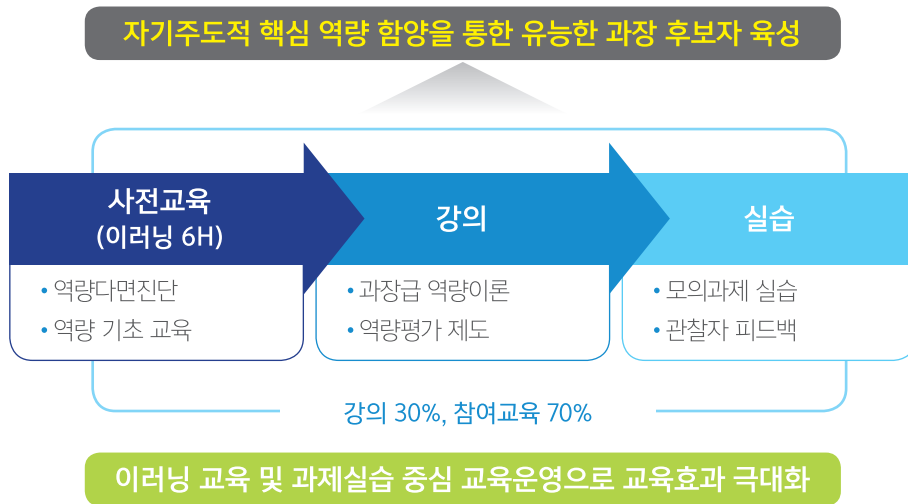 자기주도적 핵심 역량 함양을 통한 유능한 과장 후보자 육성
사전교육
(이러닝 6H)
• 역량다면진단
• 역량 기초 교육
강의
• 과장급 역량이론
• 역량평가 제도
실습
• 모의과제 실습
• 관찰자 피드백
강의 30%, 참여교육 70%
이러닝 교육 및 과제실습 중심 교육운영으로 교육효과 극대화